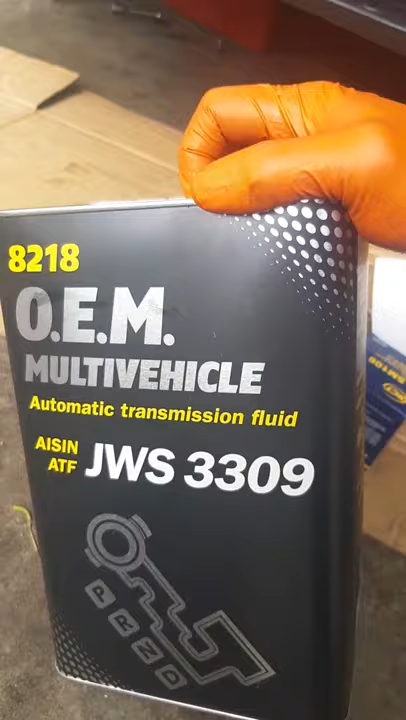 8218
O.E.M.
MULTIVEHICLE
Automatic transmission fluid
AISIN
ATF
JWS 3309
P
R
N
D